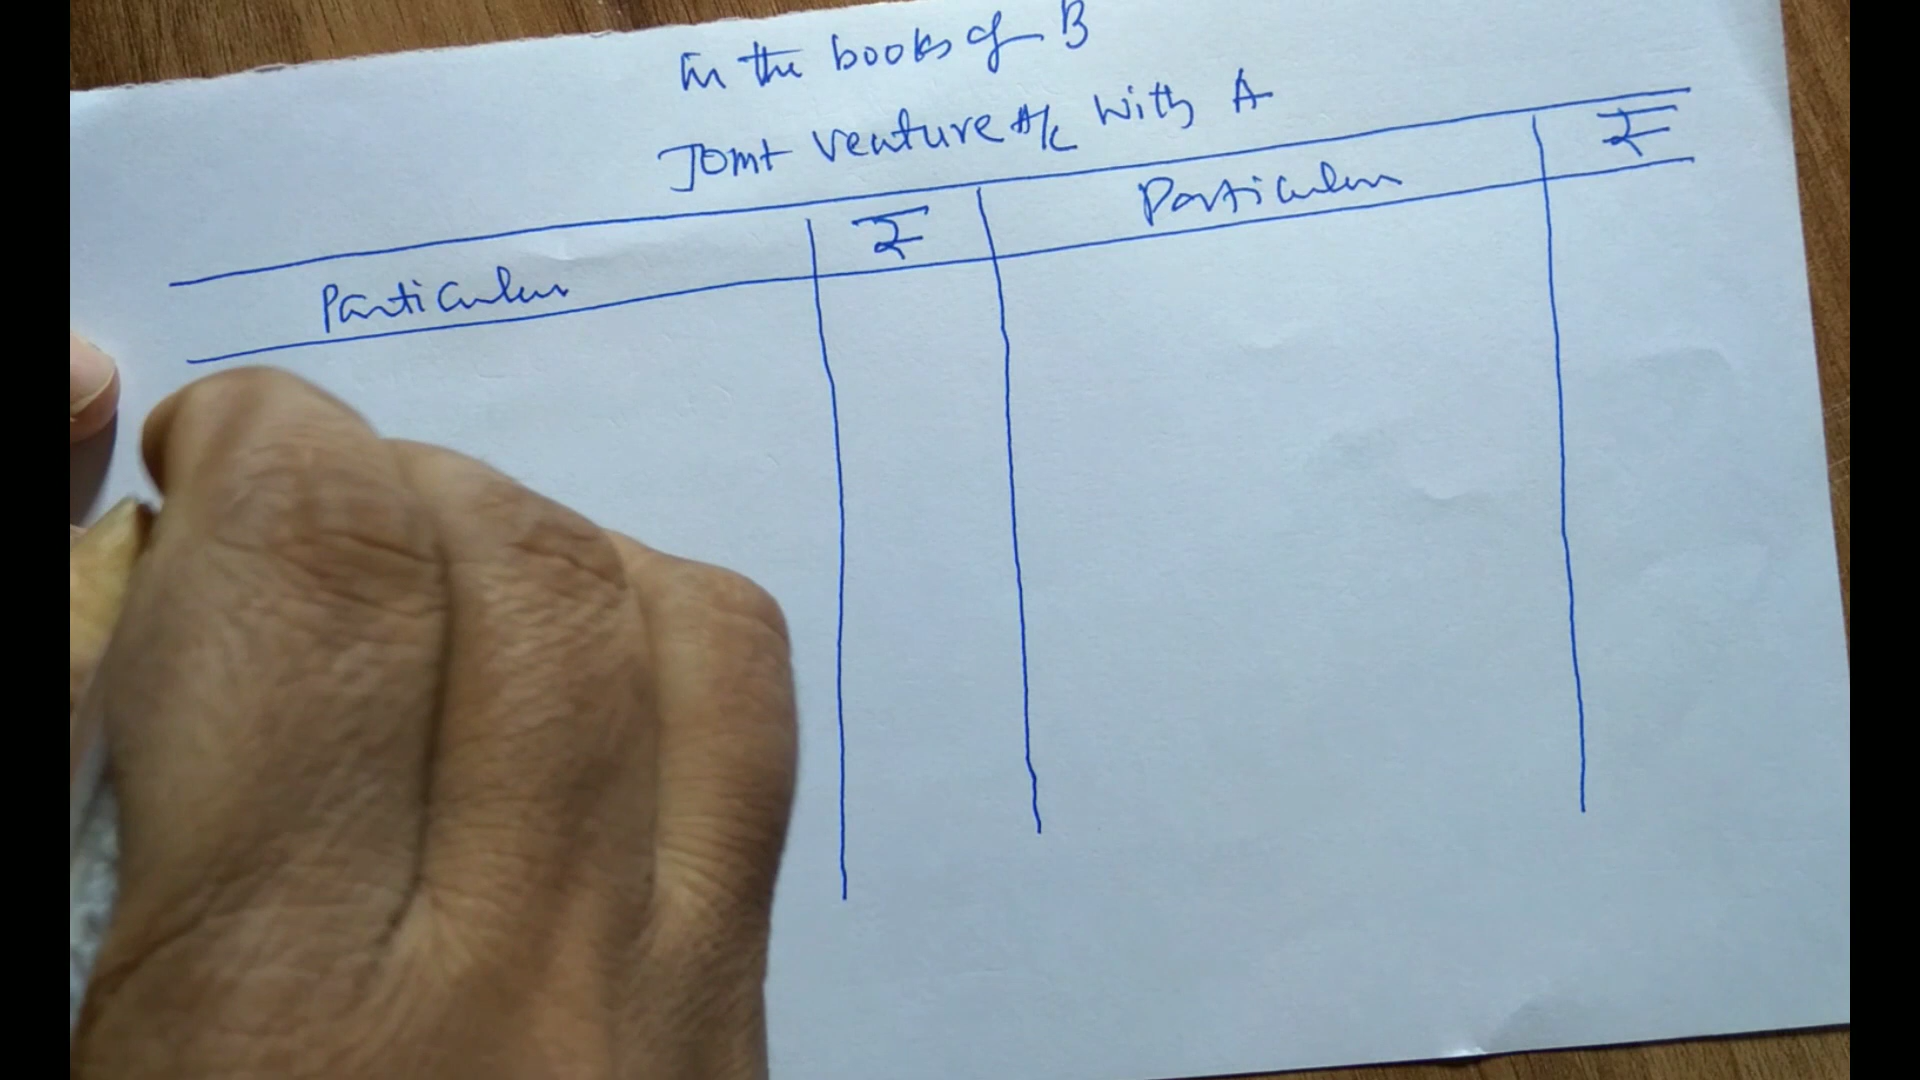 in the books of B
Joint Venture A/c With A
Particulars ₹ Particulars ₹